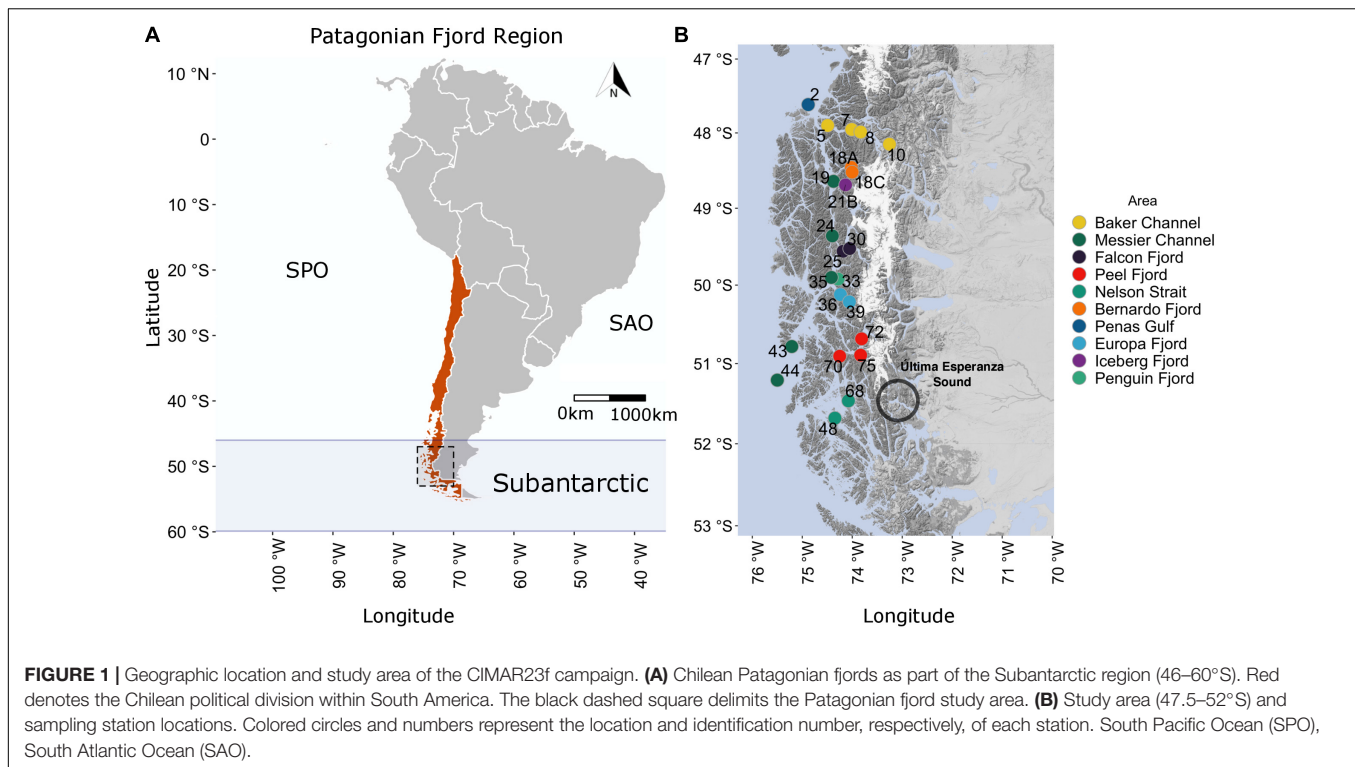 A
Patagonian Fjord Region
10 °N
0
10 °S
20 °S
30 °S
40 °S
50 °S
60 °S
Latitude
N
SPO
SAO
0km 1000km
Subantarctic
100 °W
90 °W
80 °W
70 °W
60 °W
50 °W
40 °W
Longitude
B
47 °S
48 °S
49 °S
50 °S
51 °S
52 °S
53 °S
2
7
5
8
10
18A
19
18C
21B
24
30
25
35
33
36
39
72
43
70
75
44
68
48
Última Esperanza
Sound
76 °W
75 °W
74 °W
73 °W
72 °W
71 °W
70 °W
Longitude
Area
Baker Channel
Messier Channel
Falcon Fjord
Peel Fjord
Nelson Strait
Bernardo Fjord
Penas Gulf
Europa Fjord
Iceberg Fjord
Penguin Fjord
FIGURE 1 | Geographic location and study area of the CIMAR23f campaign. (A) Chilean Patagonian fjords as part of the Subantarctic region (46–60°S). Red
denotes the Chilean political division within South America. The black dashed square delimits the Patagonian fjord study area. (B) Study area (47.5–52°S) and
sampling station locations. Colored circles and numbers represent the location and identification number, respectively, of each station. South Pacific Ocean (SPO),
South Atlantic Ocean (SAO).